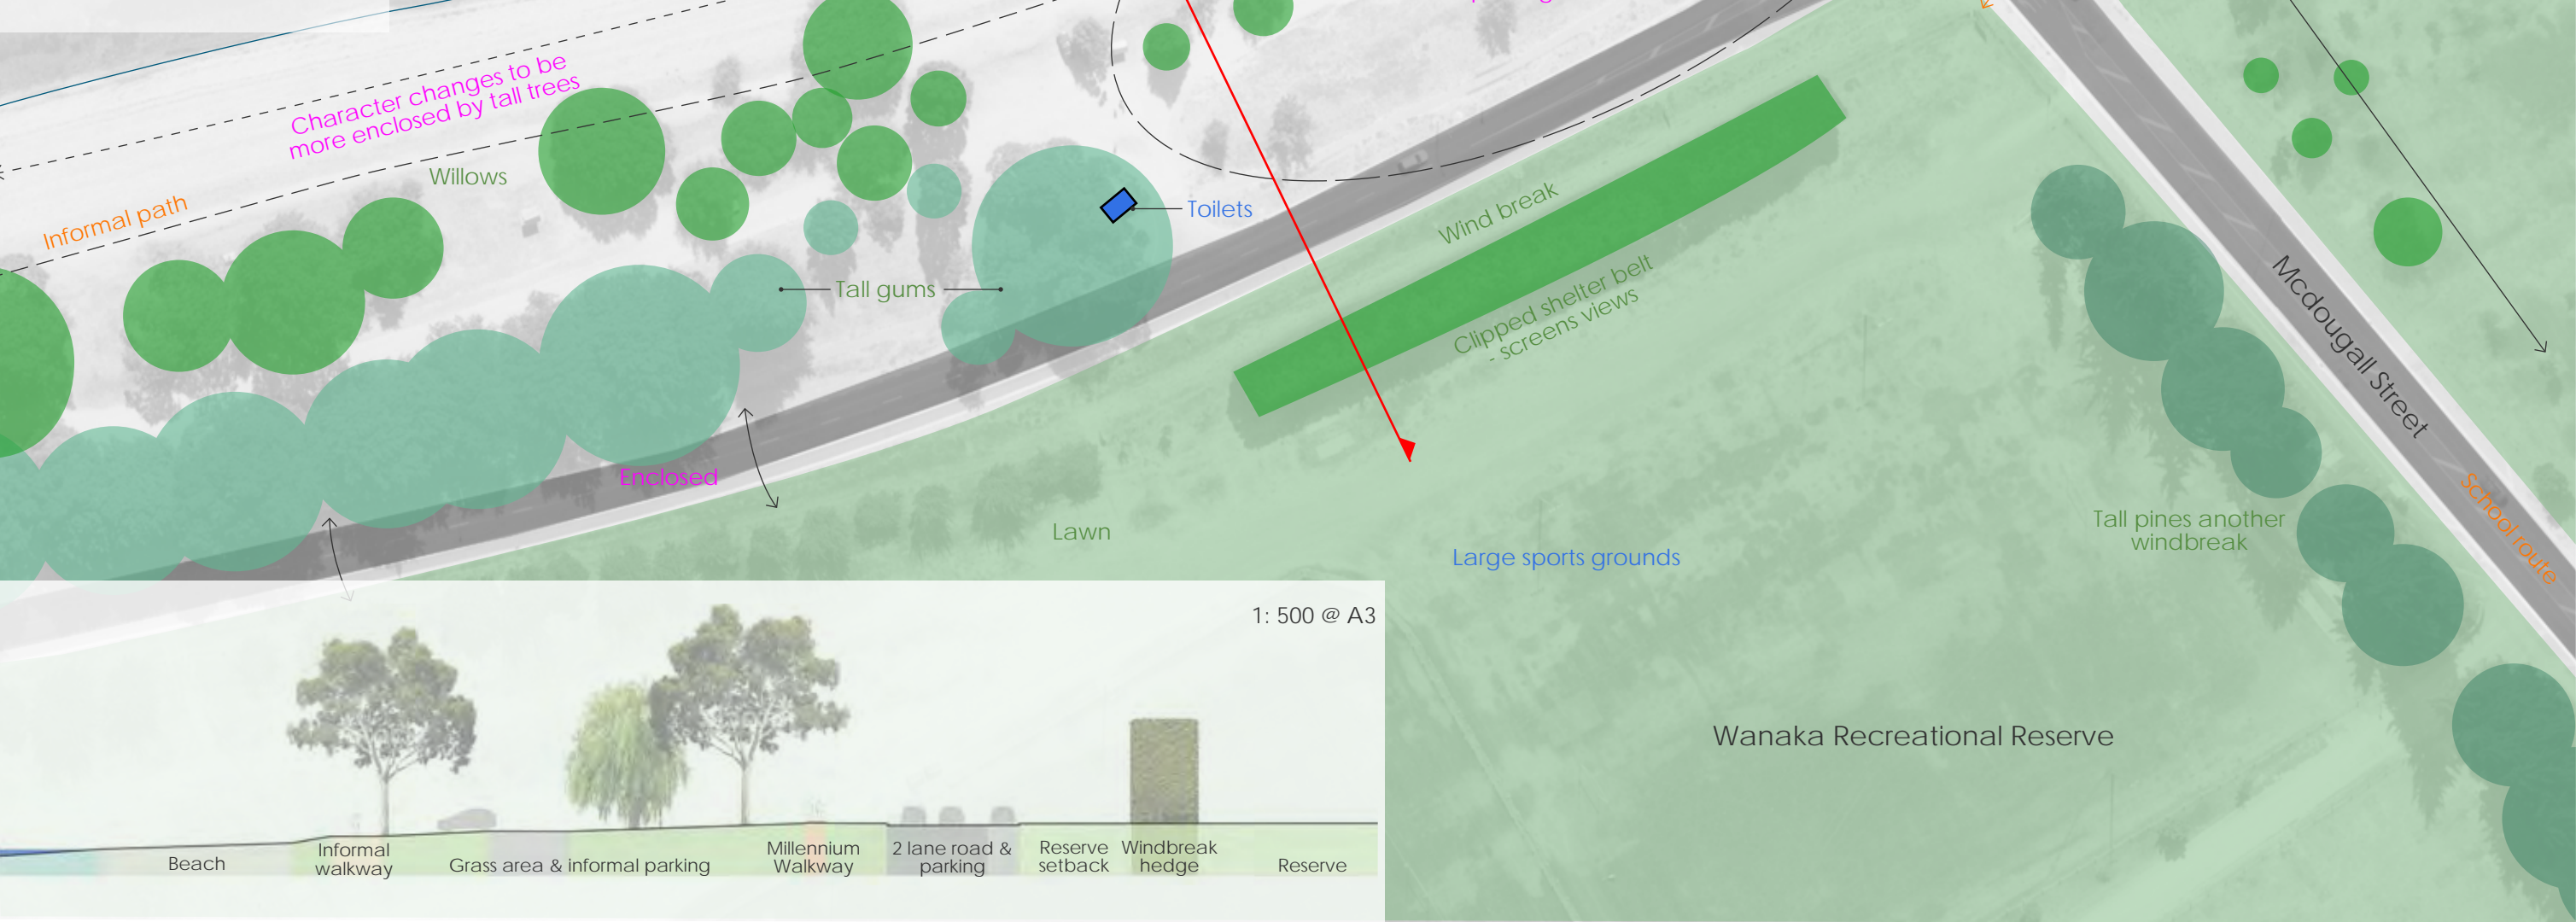 Character changes to be
more enclosed by tall trees
Willows
Informal path
Toilets
Wind break
Tall gums
Clipped shelter belt
- screens views
Mcdougall Street
School route
Enclosed
Lawn
Large sports grounds
Tall pines another
windbreak
1: 500 @ A3
Wanaka Recreational Reserve
Beach
Informal
walkway
Grass area & informal parking
Millennium
Walkway
2 lane road &
parking
Reserve
setback
Windbreak
hedge
Reserve